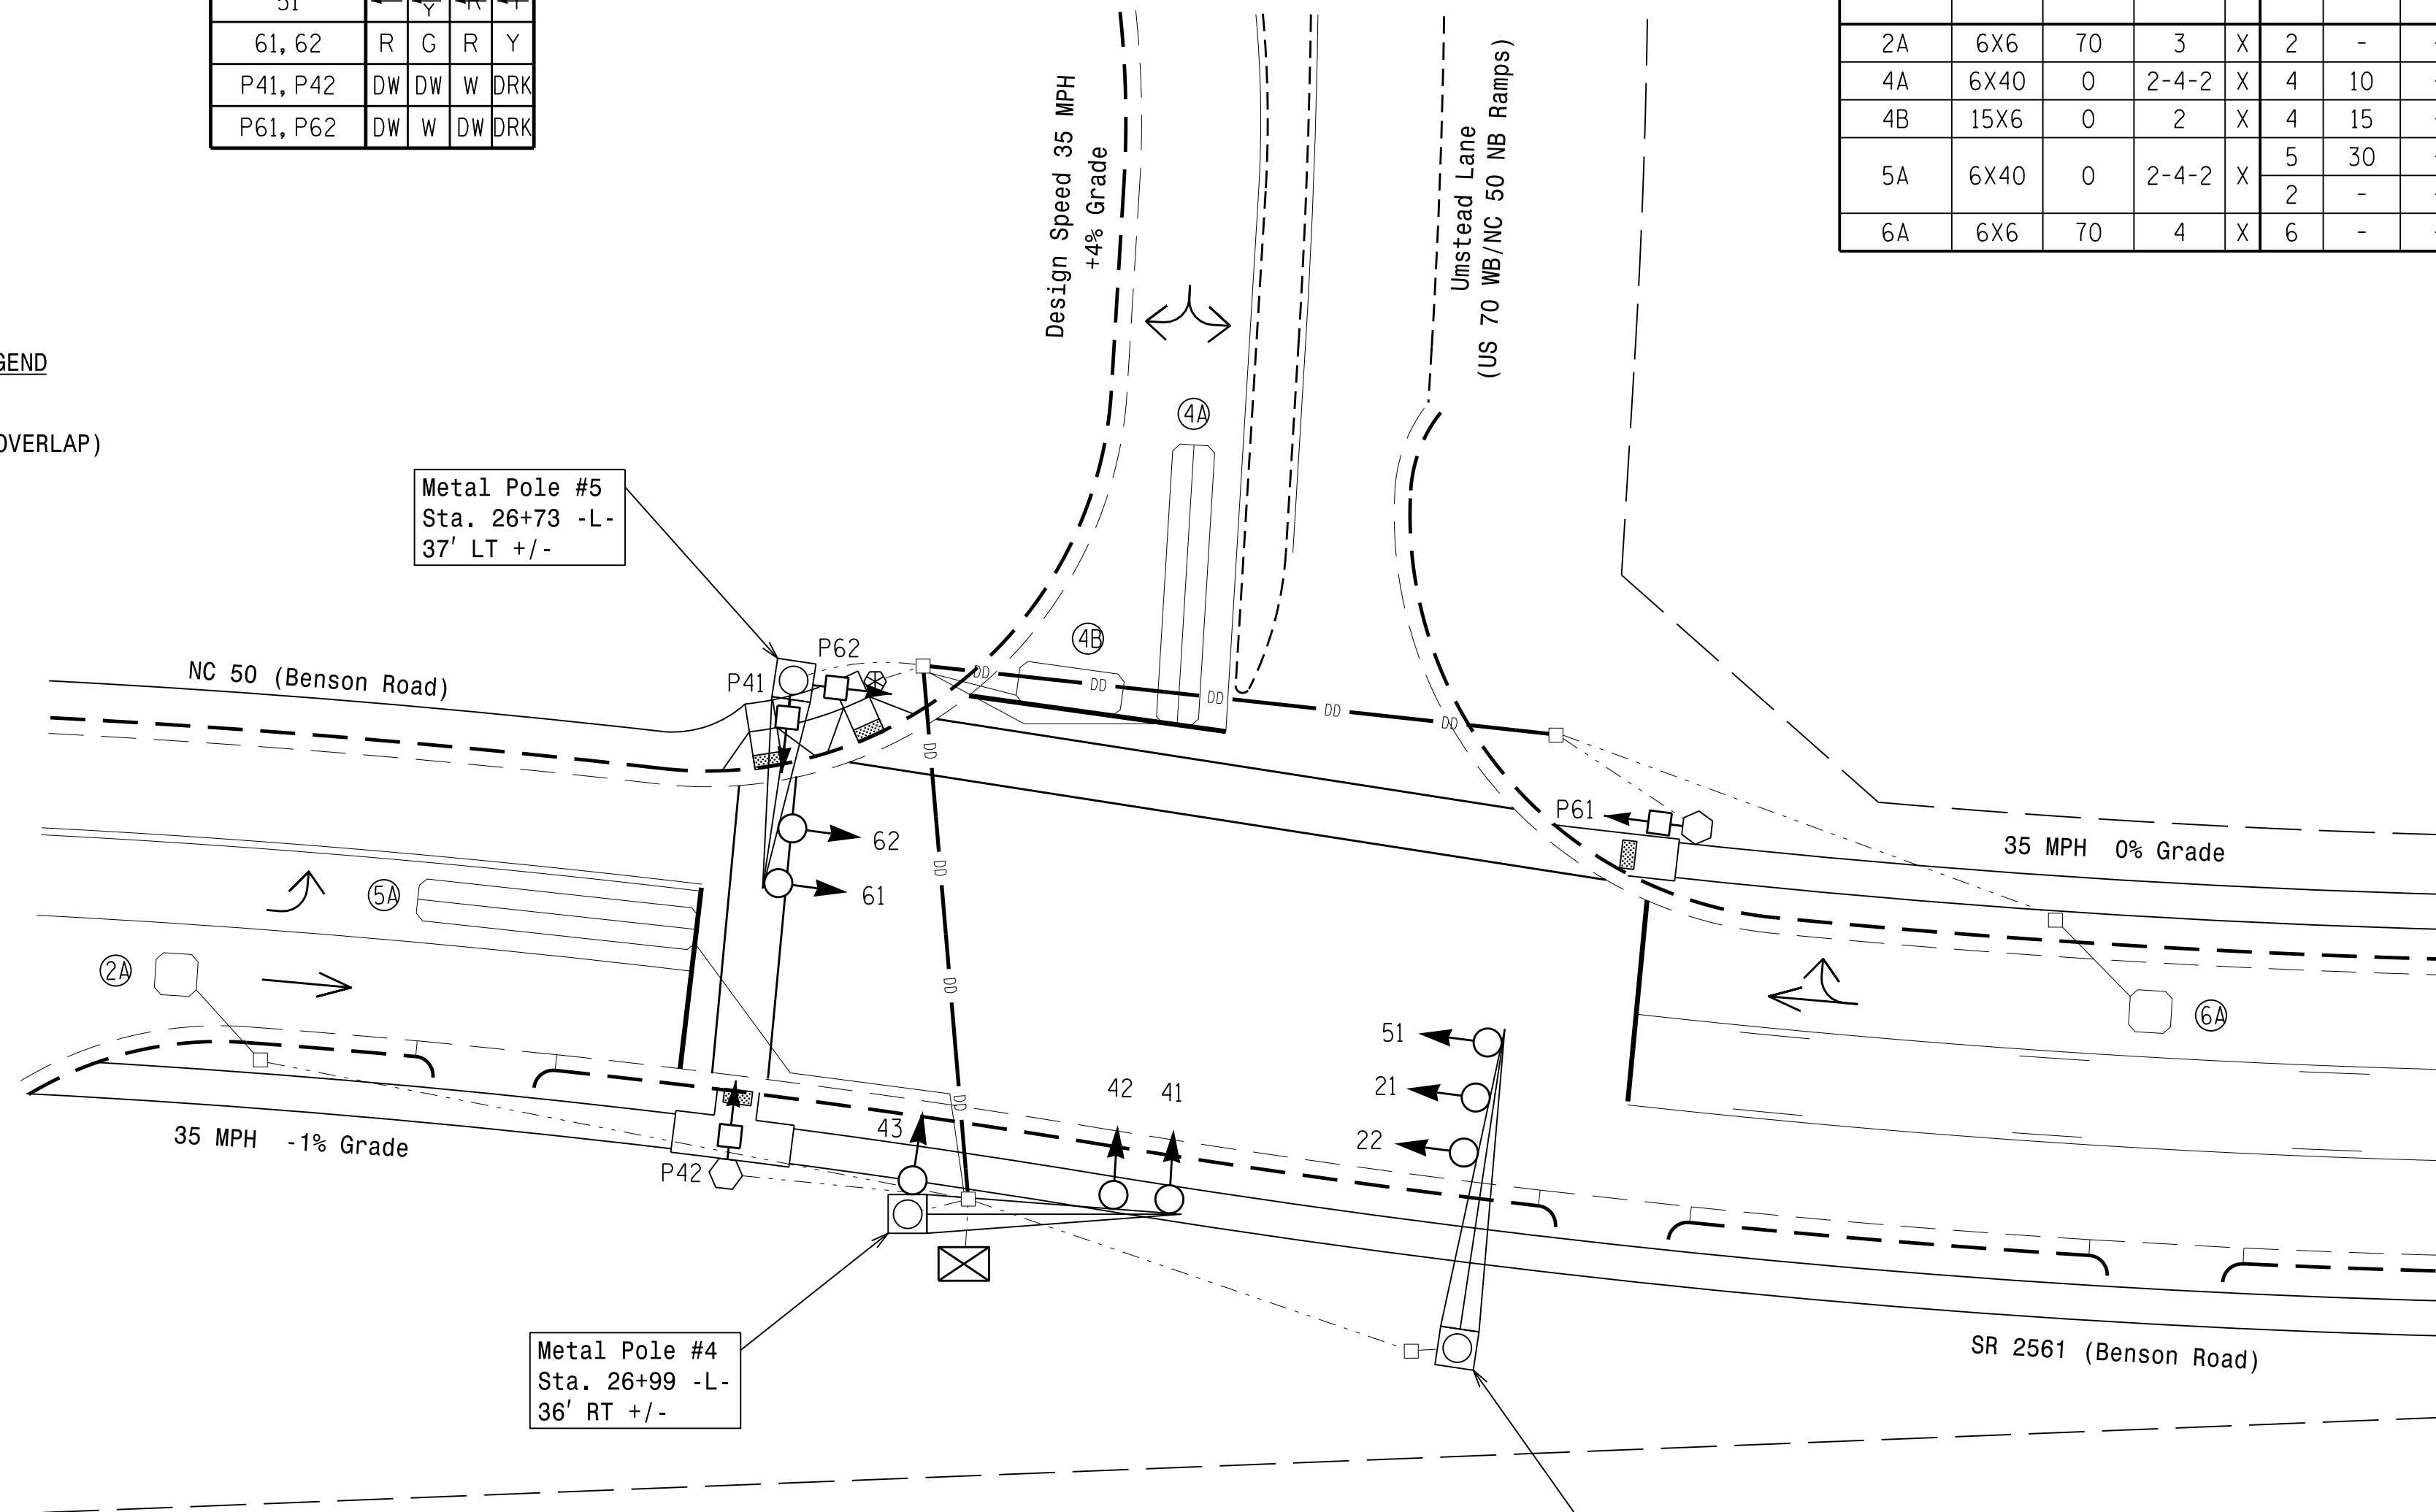 51
61, 62 R G R Y
P41, P42 DW DW W DRK
P61, P62 DW W DW DRK
2A 6X6 70 3 X 2 - -
4A 6X40 0 2-4-2 X 4 10 -
4B 15X6 0 2 X 4 15 -
5A 6X40 0 2-4-2 X 5 30 -
2 - -
6A 6X6 70 4 X 6 - -
Design Speed 35 MPH
+4% Grade
Umstead Lane
(US 70 WB/NC 50 NB Ramps)
GEND
OVERLAP)
4A
Metal Pole #5
Sta. 26+73 -L-
37' LT +/-
4B
P62
P41
NC 50 (Benson Road)
DD
DD
DD
DD
DD
DD
DD
DD
DD
P61
62
61
35 MPH 0% Grade
5A
2A
6A
51
21
22
42 41
43
35 MPH -1% Grade
P42
Metal Pole #4
Sta. 26+99 -L-
36' RT +/-
SR 2561 (Benson Road)